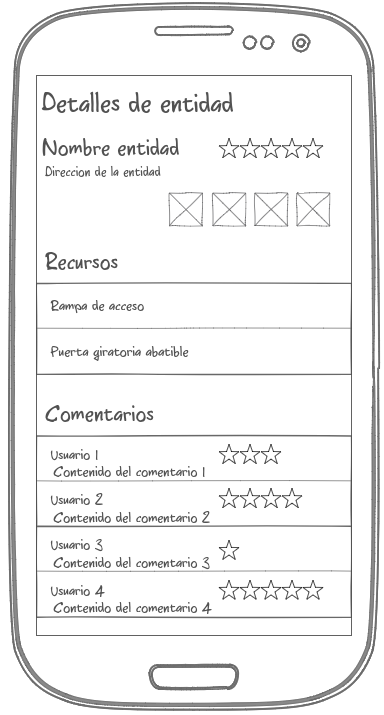 Detalles de entidad
Nombre entidad
Direccion de la entidad
Recursos
Rampa de acceso
Puerta giratoria abatible
Comentarios
Usuario 1
Contenido del comentario 1
Usuario 2
Contenido del comentario 2
Usuario 3
Contenido del comentario 3
Usuario 4
Contenido del comentario 4